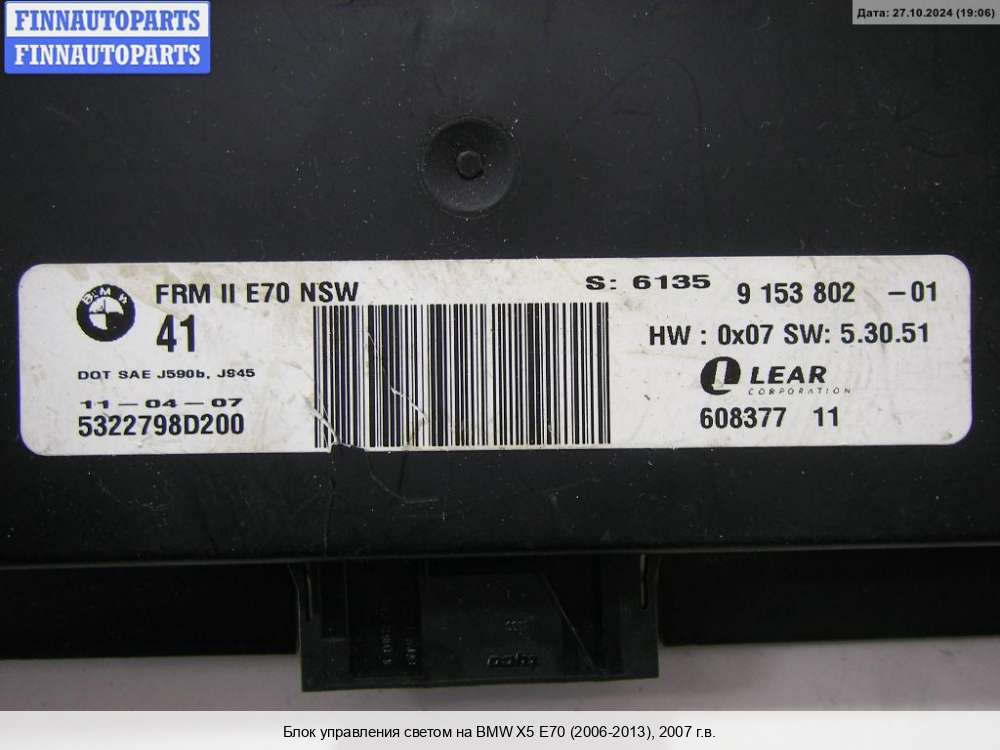 FINNAUTOPARTS
FINNAUTOPARTS
Дата: 27.10.2024 (19:06)
BMW
FRM II E70 NSW
S: 6135
9 153 802 -01
41
HW : 0x07 SW: 5.30.51
DOT SAE J590b, J945
LEAR
CORPORATION
11-04-07
5322798D200
608377 11
Блок управления светом на BMW X5 E70 (2006-2013), 2007 г.в.